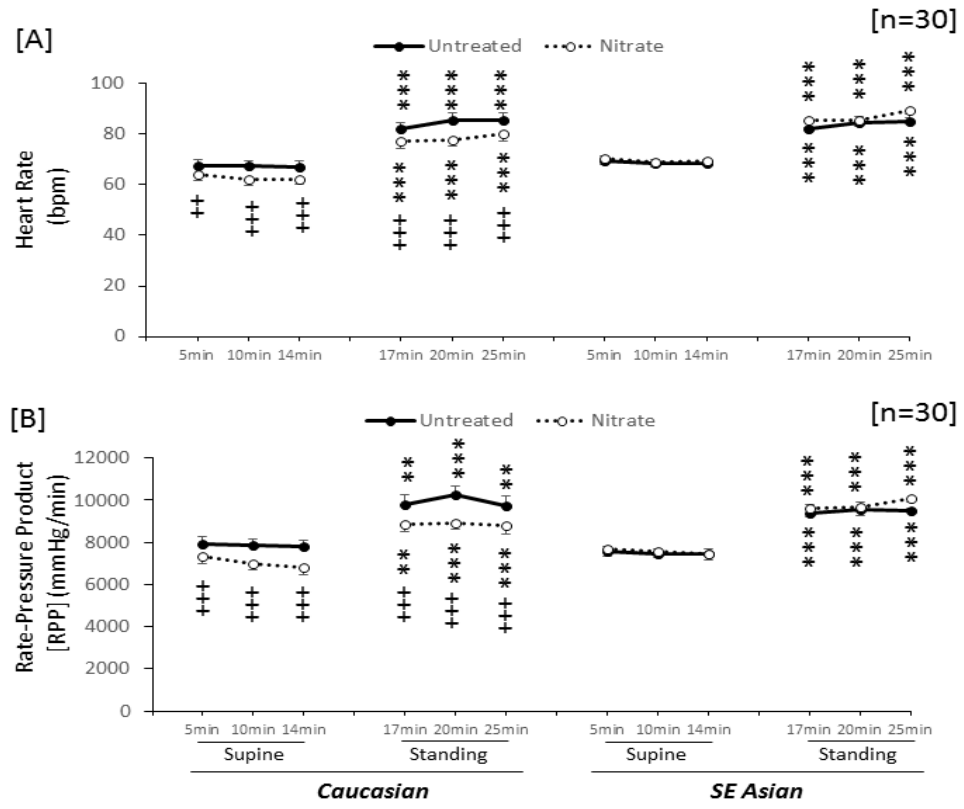 [A]
[n=30]
Untreated Nitrate
Heart Rate
(bpm)
100
80
60
40
20
0
*** *** *** *** *** ***
*** *** *** *** *** ***
++ +++ +++ +++ +++ +++
5min 10min 14min 17min 20min 25min 5min 10min 14min 17min 20min 25min
[B]
[n=30]
Untreated Nitrate
Rate-Pressure Product
[RPP] (mmHg/min)
12000
10000
8000
6000
4000
2000
0
** *** ** *** *** ***
** *** *** *** *** ***
+++ +++ +++ +++ +++ +++
5min 10min 14min 17min 20min 25min 5min 10min 14min 17min 20min 25min
Supine Standing Supine Standing
Caucasian SE Asian